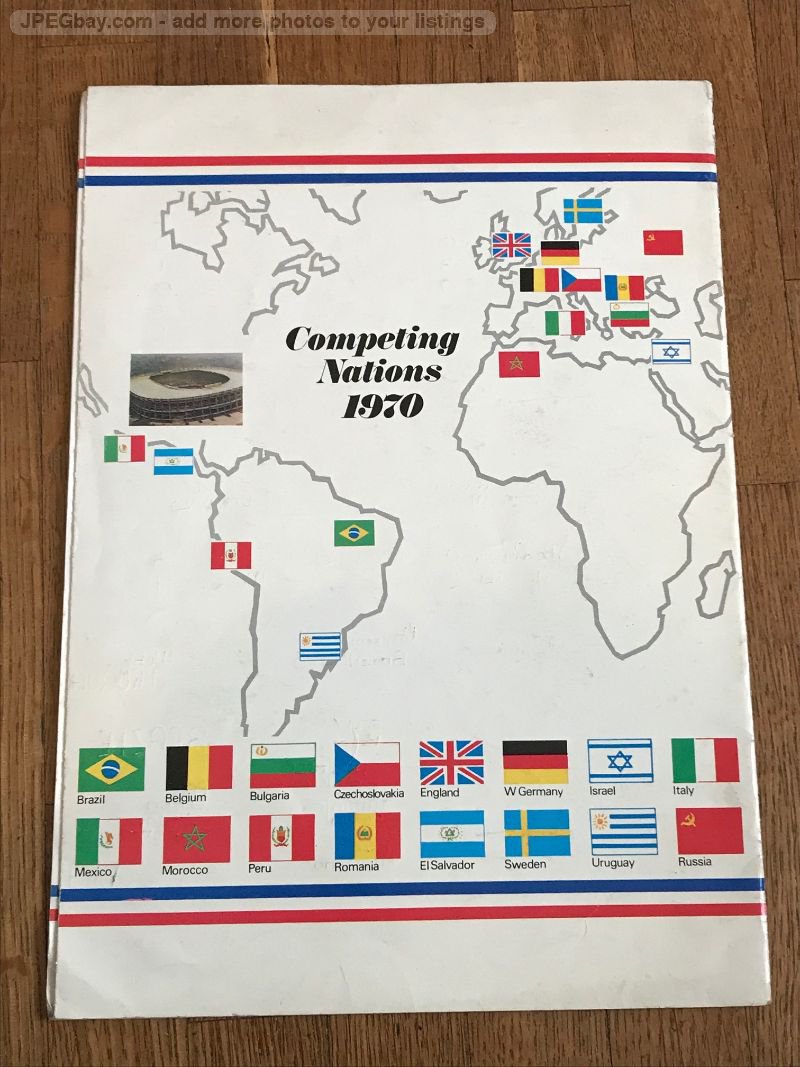 JPEGbay.com - add more photos to your listings
Competing
Nations
1970
Brazil
Belgium
Bulgaria
Czechoslovakia
England
W Germany
Israel
Italy
Mexico
Morocco
Peru
Romania
El Salvador
Sweden
Uruguay
Russia